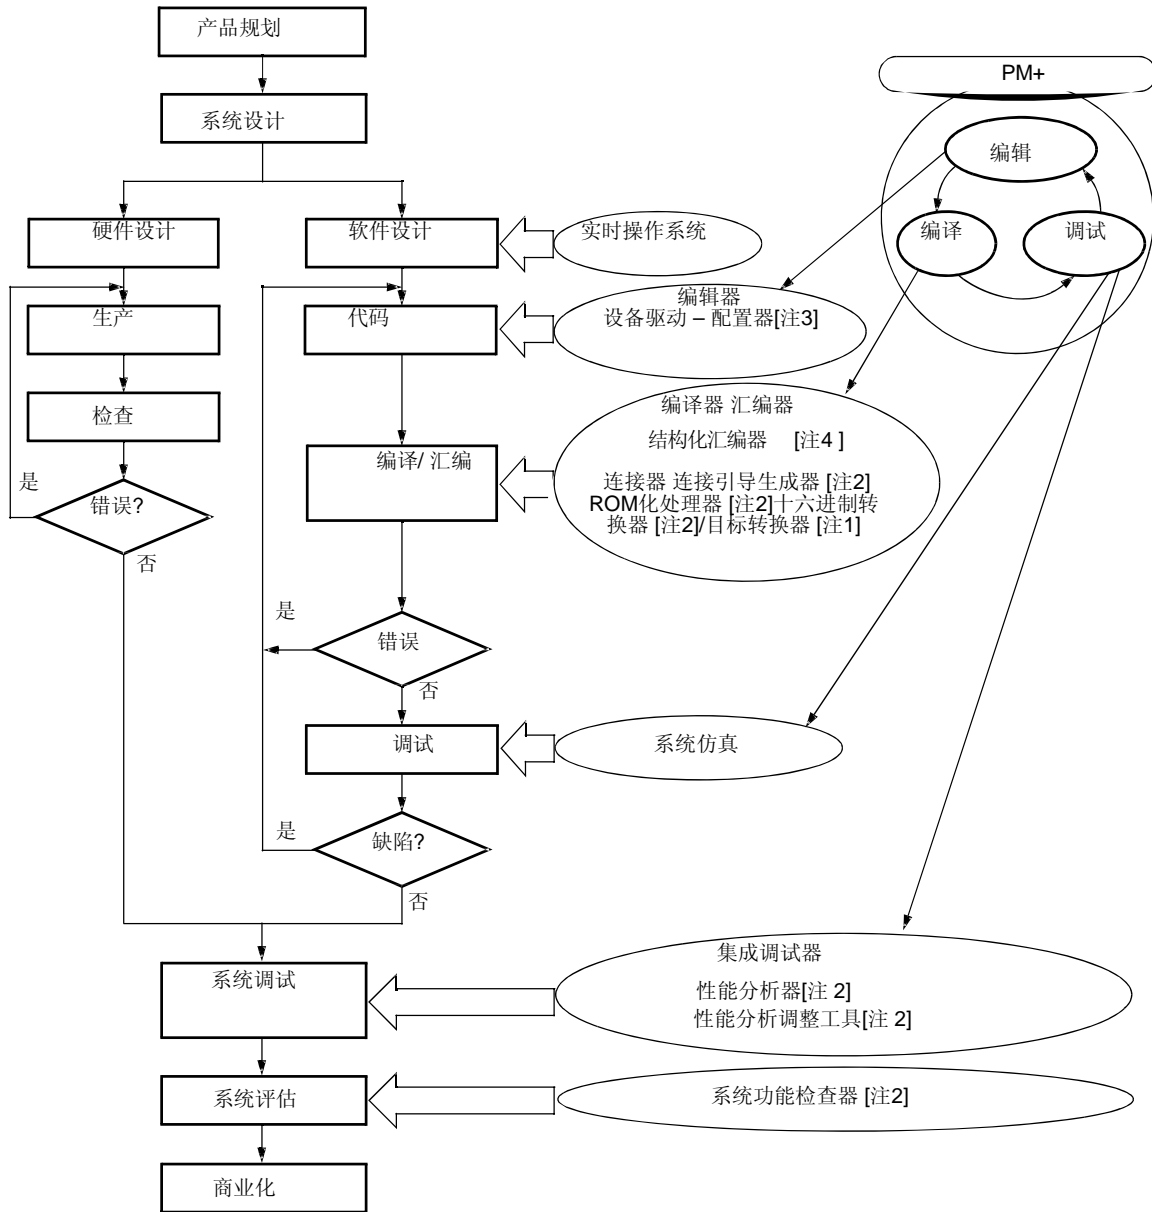 产品规划
PM+
系统设计
编辑
硬件设计
软件设计
实时操作系统
编译
调试
生产
代码
编辑器
设备驱动 – 配置器[注3]
检查
编译/ 汇编
编译器 汇编器
结构化汇编器 [注4 ]
连接器 连接引导生成器 [注2]
ROM化处理器 [注2]十六进制转
换器 [注2]/目标转换器 [注1]
是
错误?
否
是
错误
否
调试
系统仿真
是
缺陷?
否
系统调试
集成调试器
性能分析器[注 2]
性能分析调整工具[注 2]
系统评估
系统功能检查器 [注2]
商业化